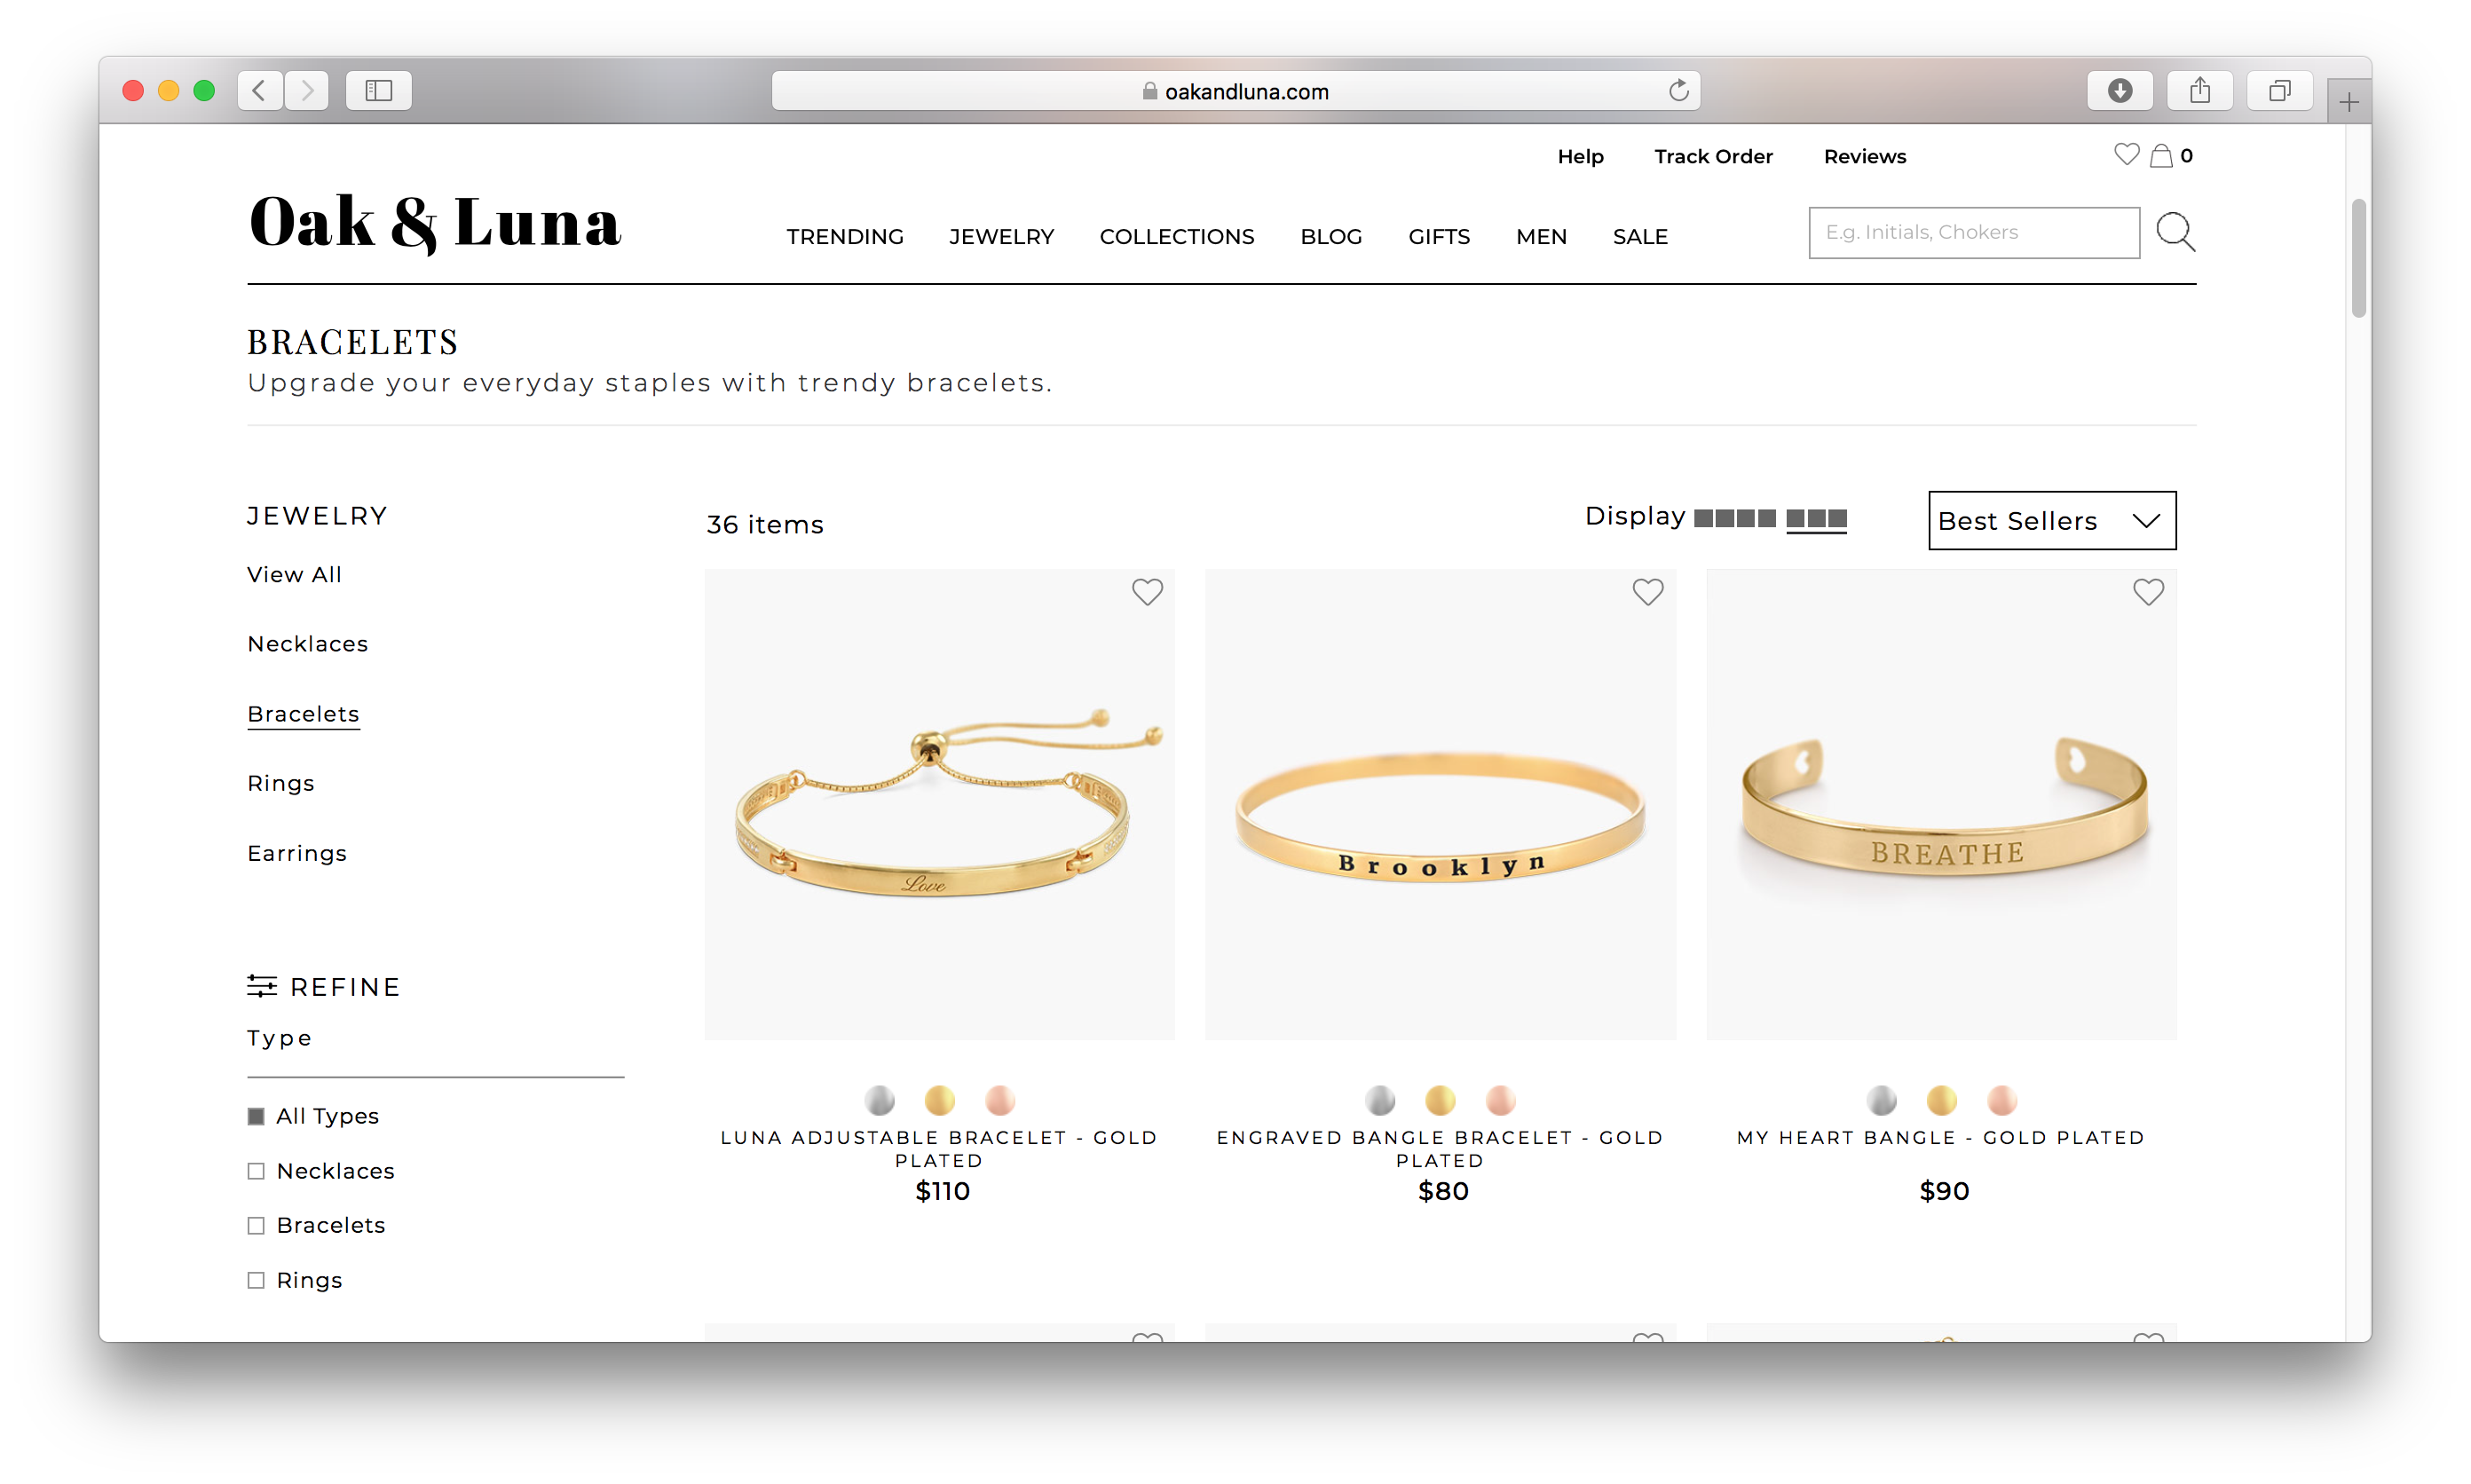 oakandluna.com
Help Track Order Reviews 0
Oak & Luna
TRENDING JEWELRY COLLECTIONS BLOG GIFTS MEN SALE
E.g. Initials, Chokers
BRACELETS
Upgrade your everyday staples with trendy bracelets.
JEWELRY
View All
Necklaces
Bracelets
Rings
Earrings
REFINE
Type
All Types
Necklaces
Bracelets
Rings
36 items
Display
Best Sellers
Love
Brooklyn
BREATHE
LUNA ADJUSTABLE BRACELET - GOLD
PLATED
$110
ENGRAVED BANGLE BRACELET - GOLD
PLATED
$80
MY HEART BANGLE - GOLD PLATED
$90